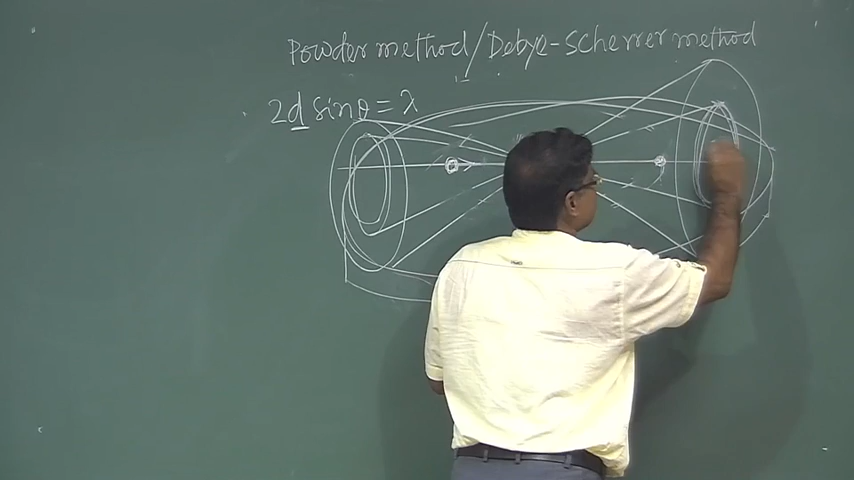 Powder method/Debye-Scherrer method
2d sinθ = λ